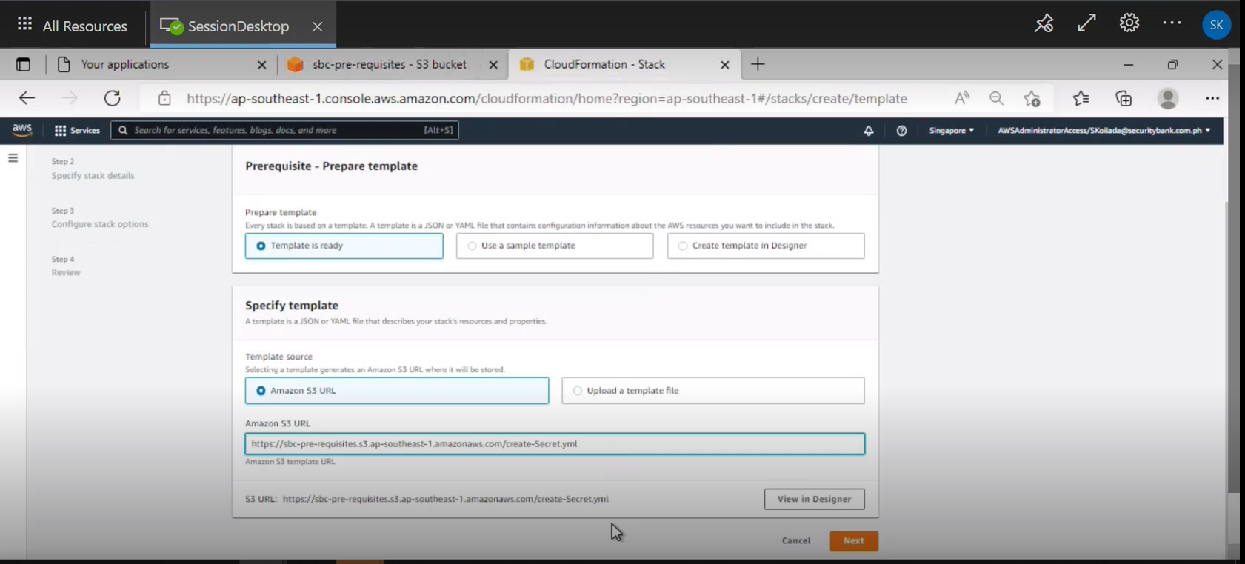 All Resources
SessionDesktop
SK
Your applications
sbc-pre-requisites - S3 bucket
CloudFormation - Stack
https://ap-southeast-1.console.aws.amazon.com/cloudformation/home?region=ap-southeast-1#/stacks/create/template
aws
Services
Search for services, features, blogs, docs, and more
[Alt+S]
Singapore
AWSAdministratorAccess/SKollada@securitybank.com.ph
Step 2
Specify stack details
Step 3
Configure stack options
Step 4
Review
Prerequisite - Prepare template
Prepare template
Every stack is based on a template. A template is a JSON or YAML file that contains configuration information about the AWS resources you want to include in the stack.
Template is ready
Use a sample template
Create template in Designer
Specify template
A template is a JSON or YAML file that describes your stack's resources and properties.
Template source
Selecting a template generates an Amazon S3 URL where it will be stored.
Amazon S3 URL
Upload a template file
Amazon S3 URL
https://sbc-pre-requisites.s3.ap-southeast-1.amazonaws.com/create-Secret.yml
Amazon S3 template URL
S3 URL: https://sbc-pre-requisites.s3.ap-southeast-1.amazonaws.com/create-Secret.yml
View in Designer
Cancel
Next